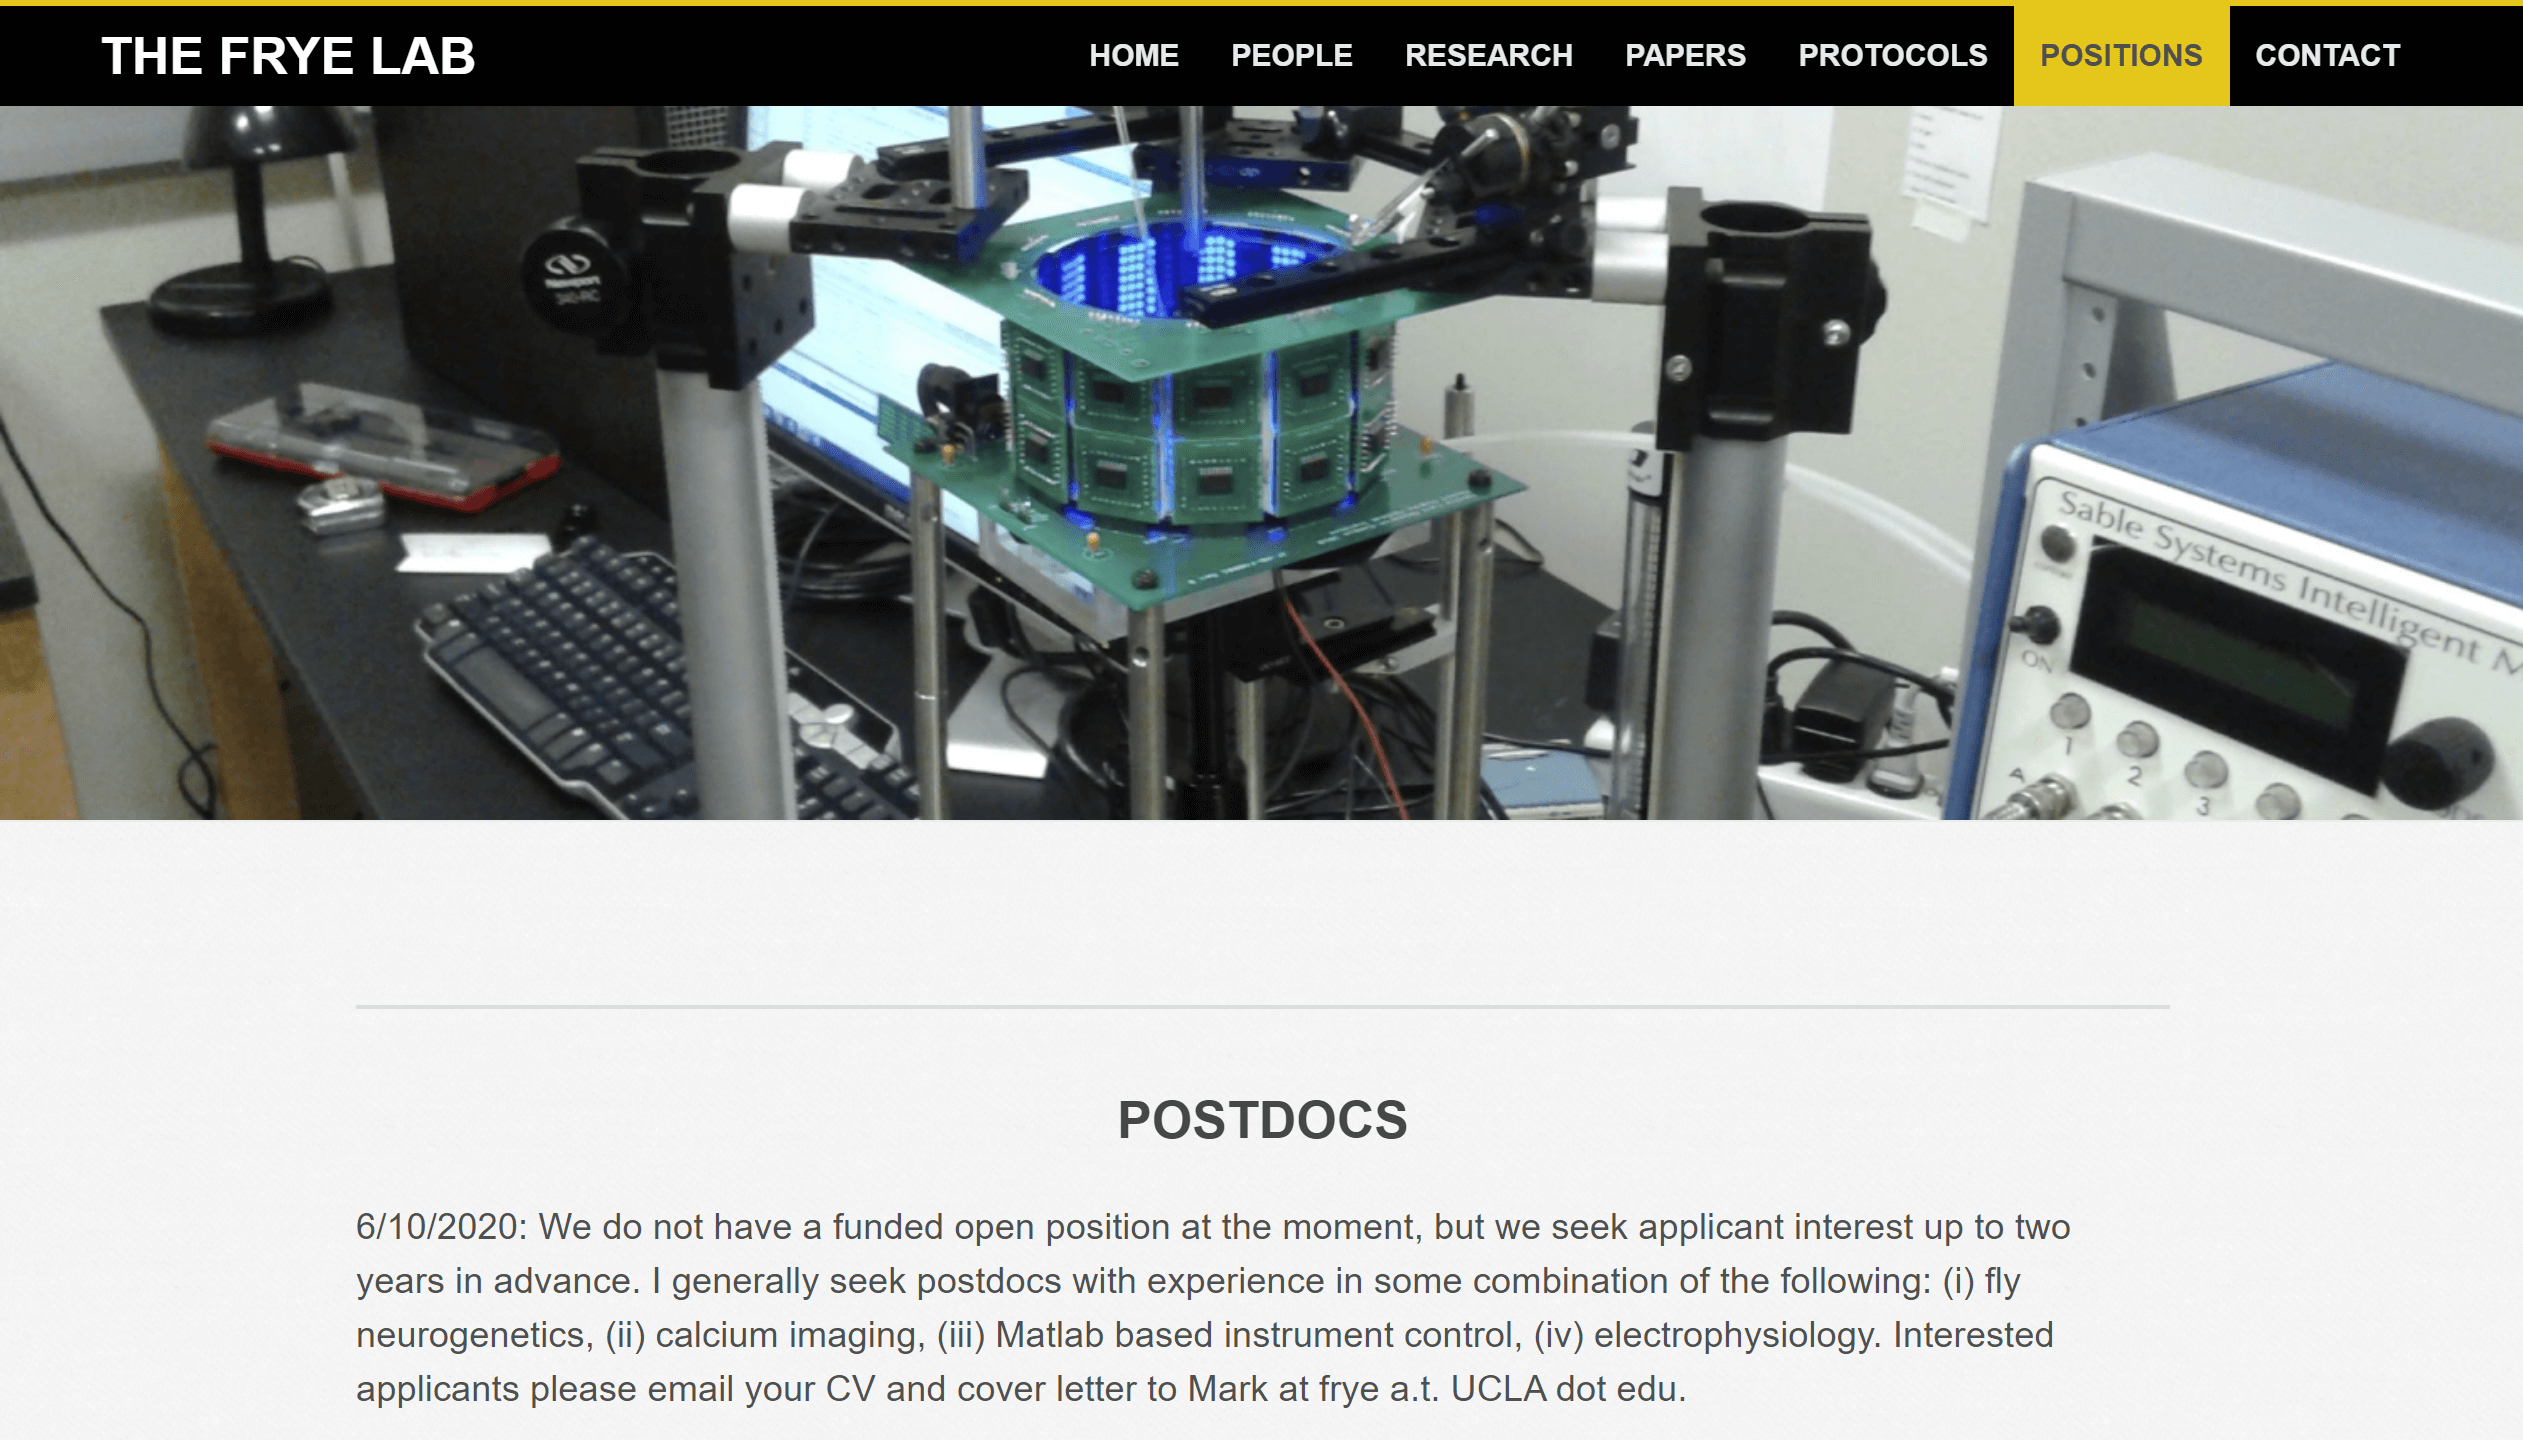 THE FRYE LAB
HOME PEOPLE RESEARCH PAPERS PROTOCOLS POSITIONS CONTACT
Newport
Sable Systems Intelligent M
ON
1
2
3
A
POSTDOCS
6/10/2020: We do not have a funded open position at the moment, but we seek applicant interest up to two
years in advance. I generally seek postdocs with experience in some combination of the following: (i) fly
neurogenetics, (ii) calcium imaging, (iii) Matlab based instrument control, (iv) electrophysiology. Interested
applicants please email your CV and cover letter to Mark at frye a.t. UCLA dot edu.